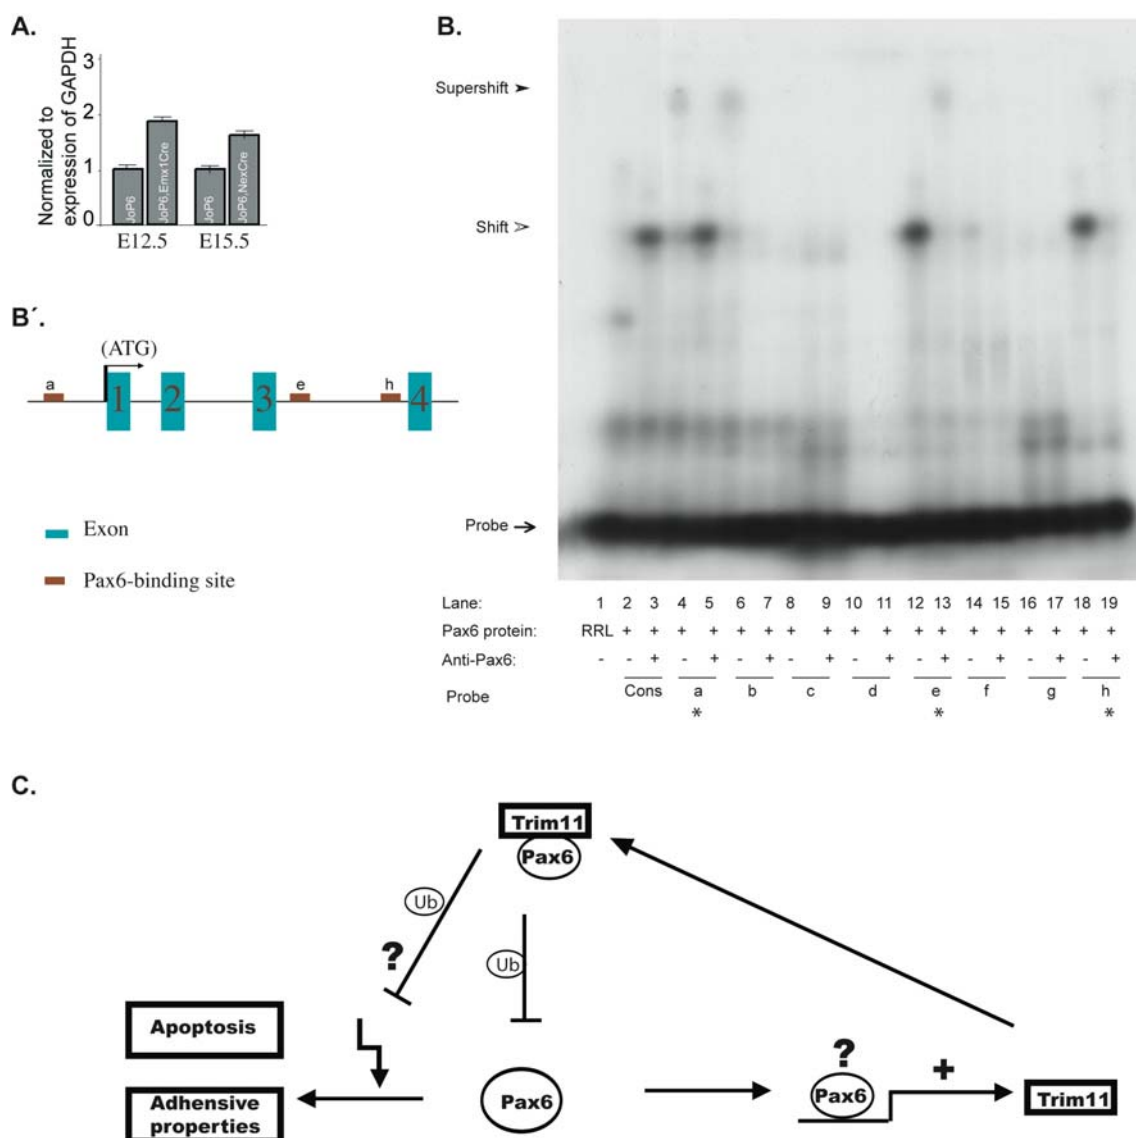 A.
Normalized to
expression of GAPDH
3
2
1
0
JoP6
JoP6,Emx1Cre
JoP6
JoP6,NexCre
E12.5
E15.5
B.
Supershift
Shift
Probe
Lane: 1 2 3 4 5 6 7 8 9 10 11 12 13 14 15 16 17 18 19
Pax6 protein: RRL + + + + + + + + + + + + + + + + + +
Anti-Pax6: - - + - + - + - + - + - + - + - + - +
Probe Cons a b c d e f g h
* * *
B´.
(ATG)
a 1 2 3 e h 4
Exon
Pax6-binding site
C.
Trim11
Pax6
Ub
?
Ub
Apoptosis
Adhensive
properties
Pax6
?
Pax6
+
Trim11